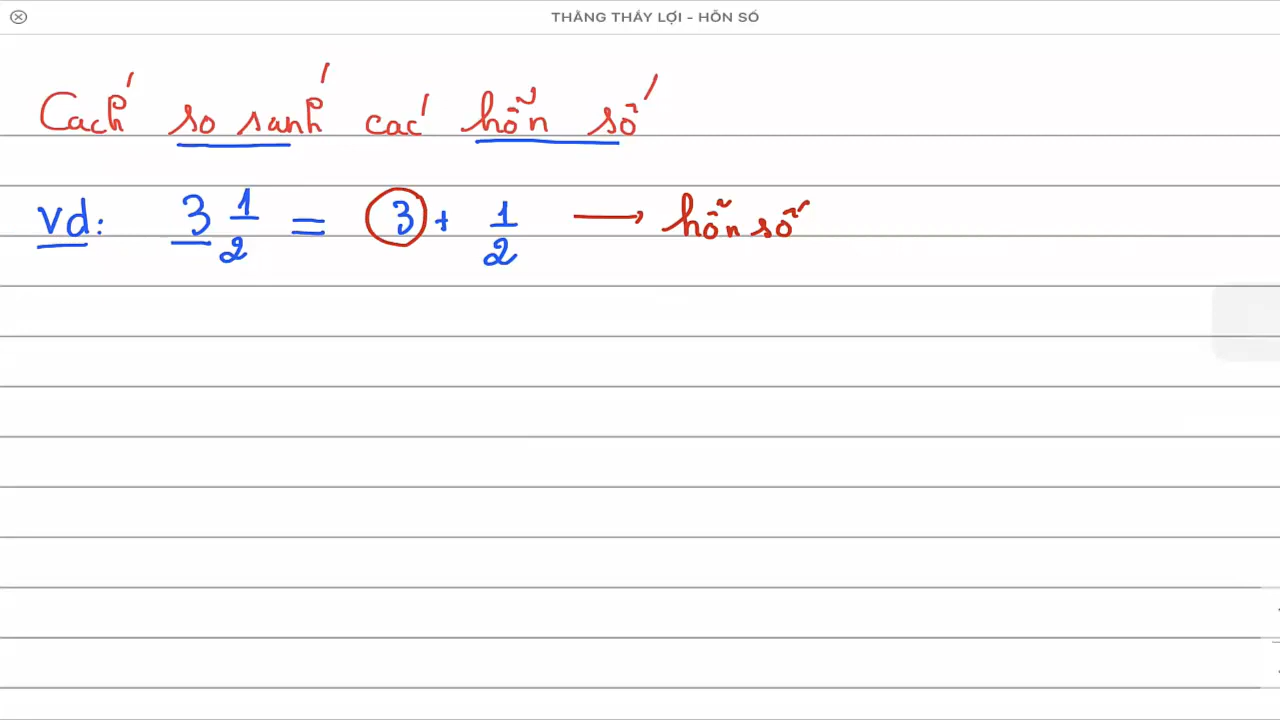 THẰNG THẦY LỢI - HỖN SỐ
Cách so sánh các hỗn số
Vd: 3 1/2 = 3 + 1/2 → hỗn số